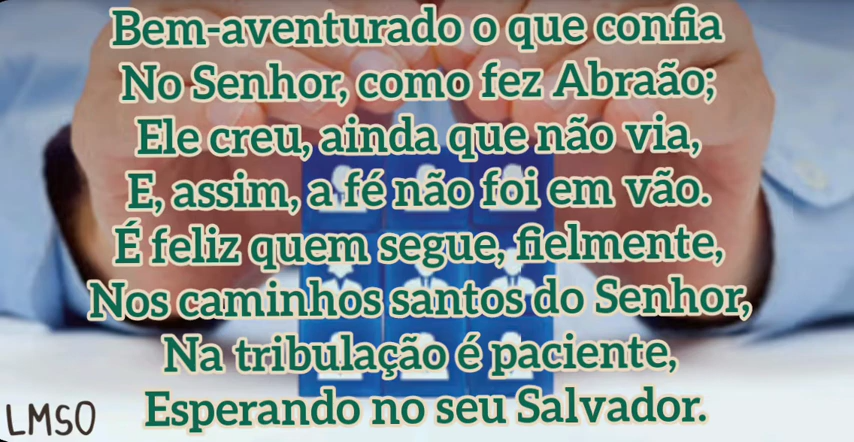 Bem-aventurado o que confia
No Senhor, como fez Abraão;
Ele creu, ainda que não via,
E, assim, a fé não foi em vão.
É feliz quem segue, fielmente,
Nos caminhos santos do Senhor,
Na tribulação é paciente,
Esperando no seu Salvador.
LMSO